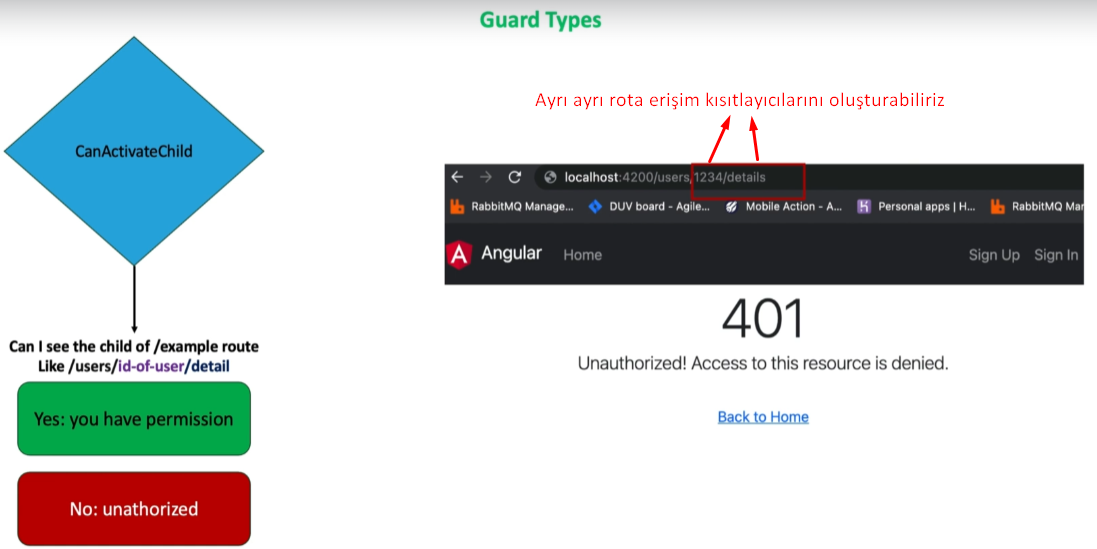 Guard Types
CanActivateChild
Can I see the child of /example route
Like /users/id-of-user/detail
Yes: you have permission
No: unathorized
Ayrı ayrı rota erişim kısıtlayıcılarını oluşturabiliriz
localhost:4200/users/1234/details
RabbitMQ Manage... DUV board - Agile... Mobile Action - A... Personal apps | H... RabbitMQ Mar
Angular Home Sign Up Sign In
401
Unauthorized! Access to this resource is denied.
Back to Home